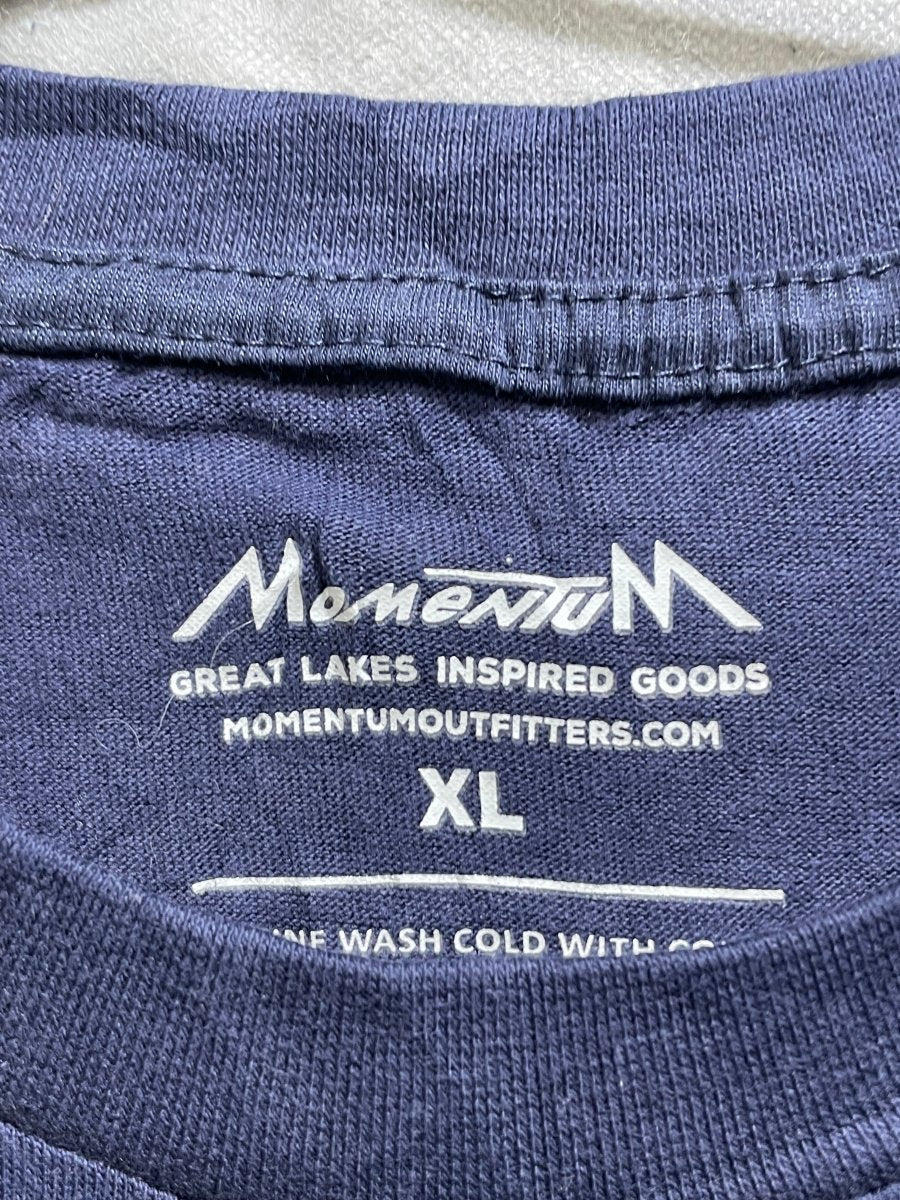 MOMENTUM
GREAT LAKES INSPIRED GOODS
MOMENTUMOUTFITTERS.COM
XL
WASH COLD WITH